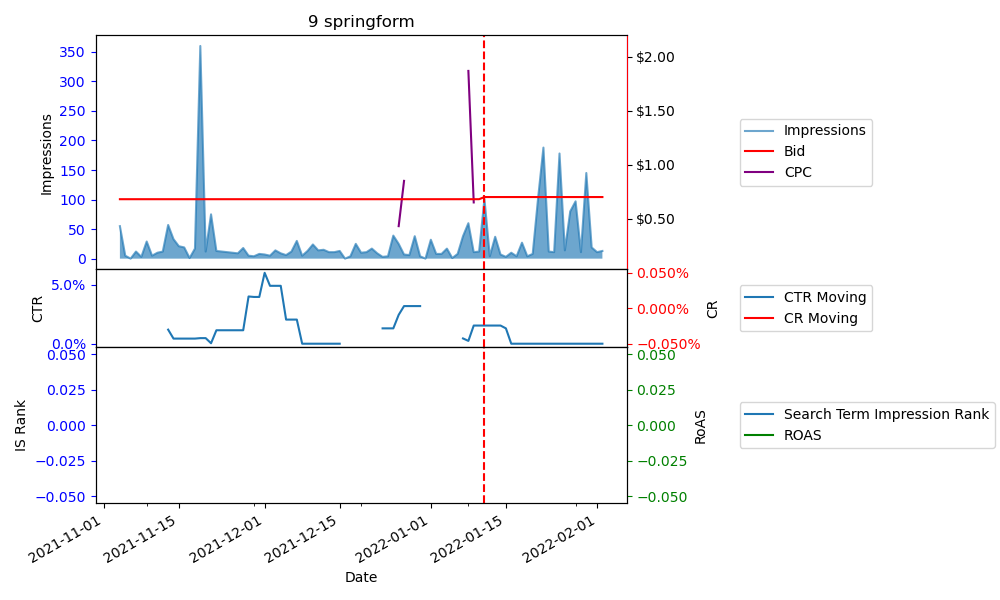 9 springform
Impressions
350
300
250
200
150
100
50
0
$2.00
$1.50
$1.00
$0.50
Impressions
Bid
CPC
CTR
5.0%
0.0%
0.050%
0.000%
−0.050%
CR
CTR Moving
CR Moving
IS Rank
0.050
0.025
0.000
−0.025
−0.050
0.050
0.025
0.000
−0.025
−0.050
RoAS
Search Term Impression Rank
ROAS
2021-11-01
2021-11-15
2021-12-01
2021-12-15
2022-01-01
2022-01-15
2022-02-01
Date